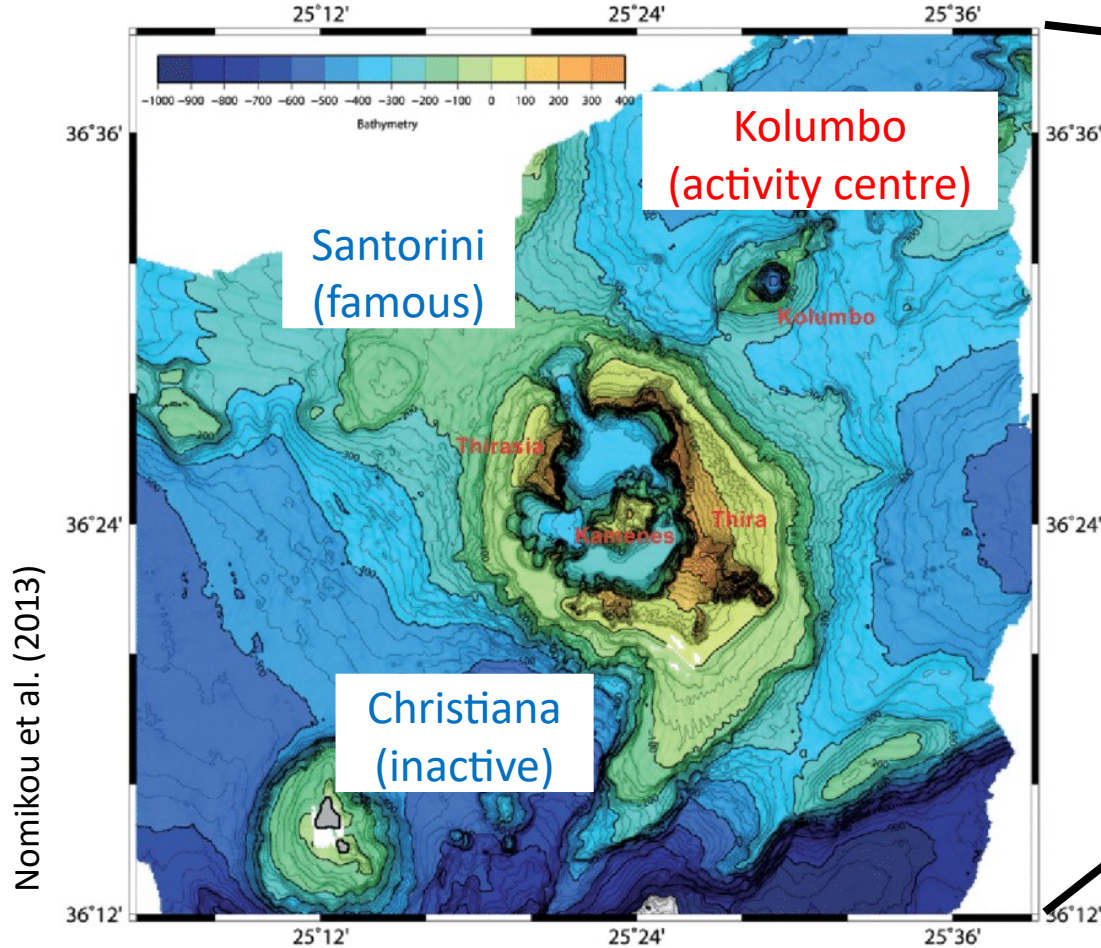 25°12'
25°24'
25°36'
−1000 −900 −800 −700 −600 −500 −400 −300 −200 −100 0 100 200 300 400
Bathymetry
36°36'
36°36'
Kolumbo
(activity centre)
Santorini
(famous)
Kolumbo
Thirasia
Thira
Kamenes
36°24'
36°24'
Christiana
(inactive)
Nomikou et al. (2013)
36°12'
36°12'
25°12'
25°24'
25°36'